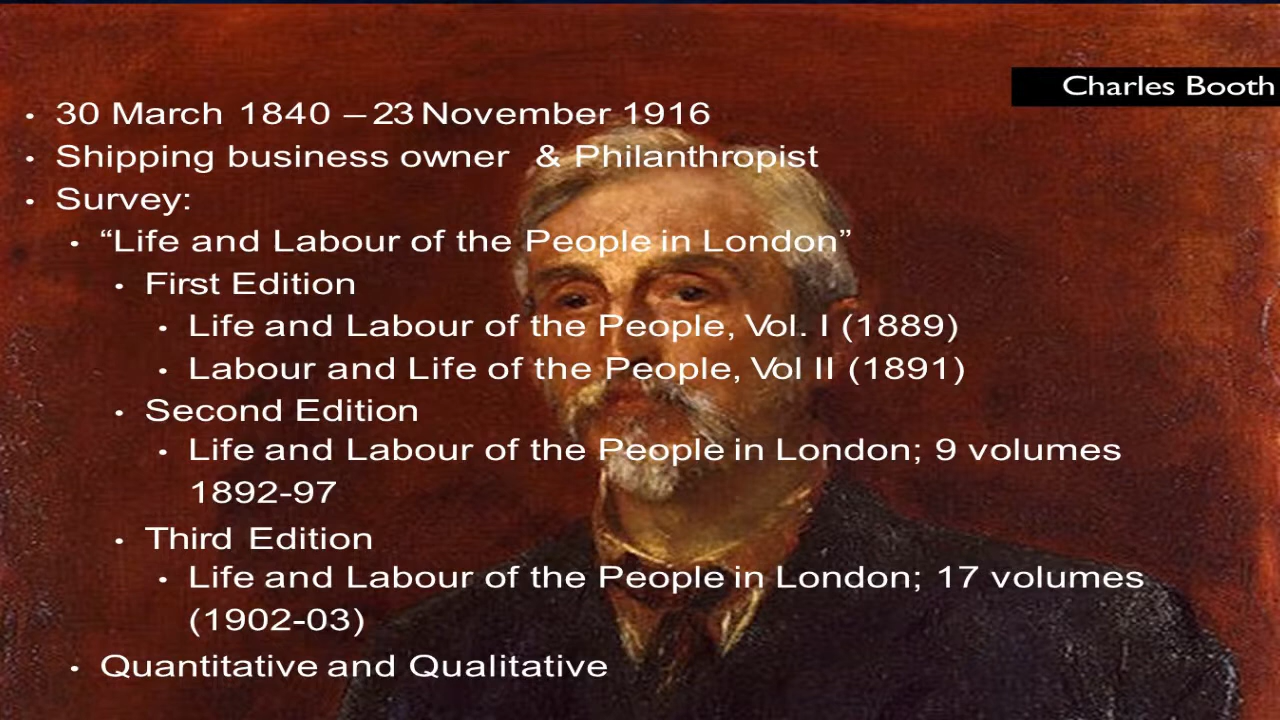 Charles Booth
• 30 March 1840 – 23 November 1916
• Shipping business owner & Philanthropist
• Survey:
• “Life and Labour of the People in London”
• First Edition
• Life and Labour of the People, Vol. I (1889)
• Labour and Life of the People, Vol II (1891)
• Second Edition
• Life and Labour of the People in London; 9 volumes
1892-97
• Third Edition
• Life and Labour of the People in London; 17 volumes
(1902-03)
• Quantitative and Qualitative